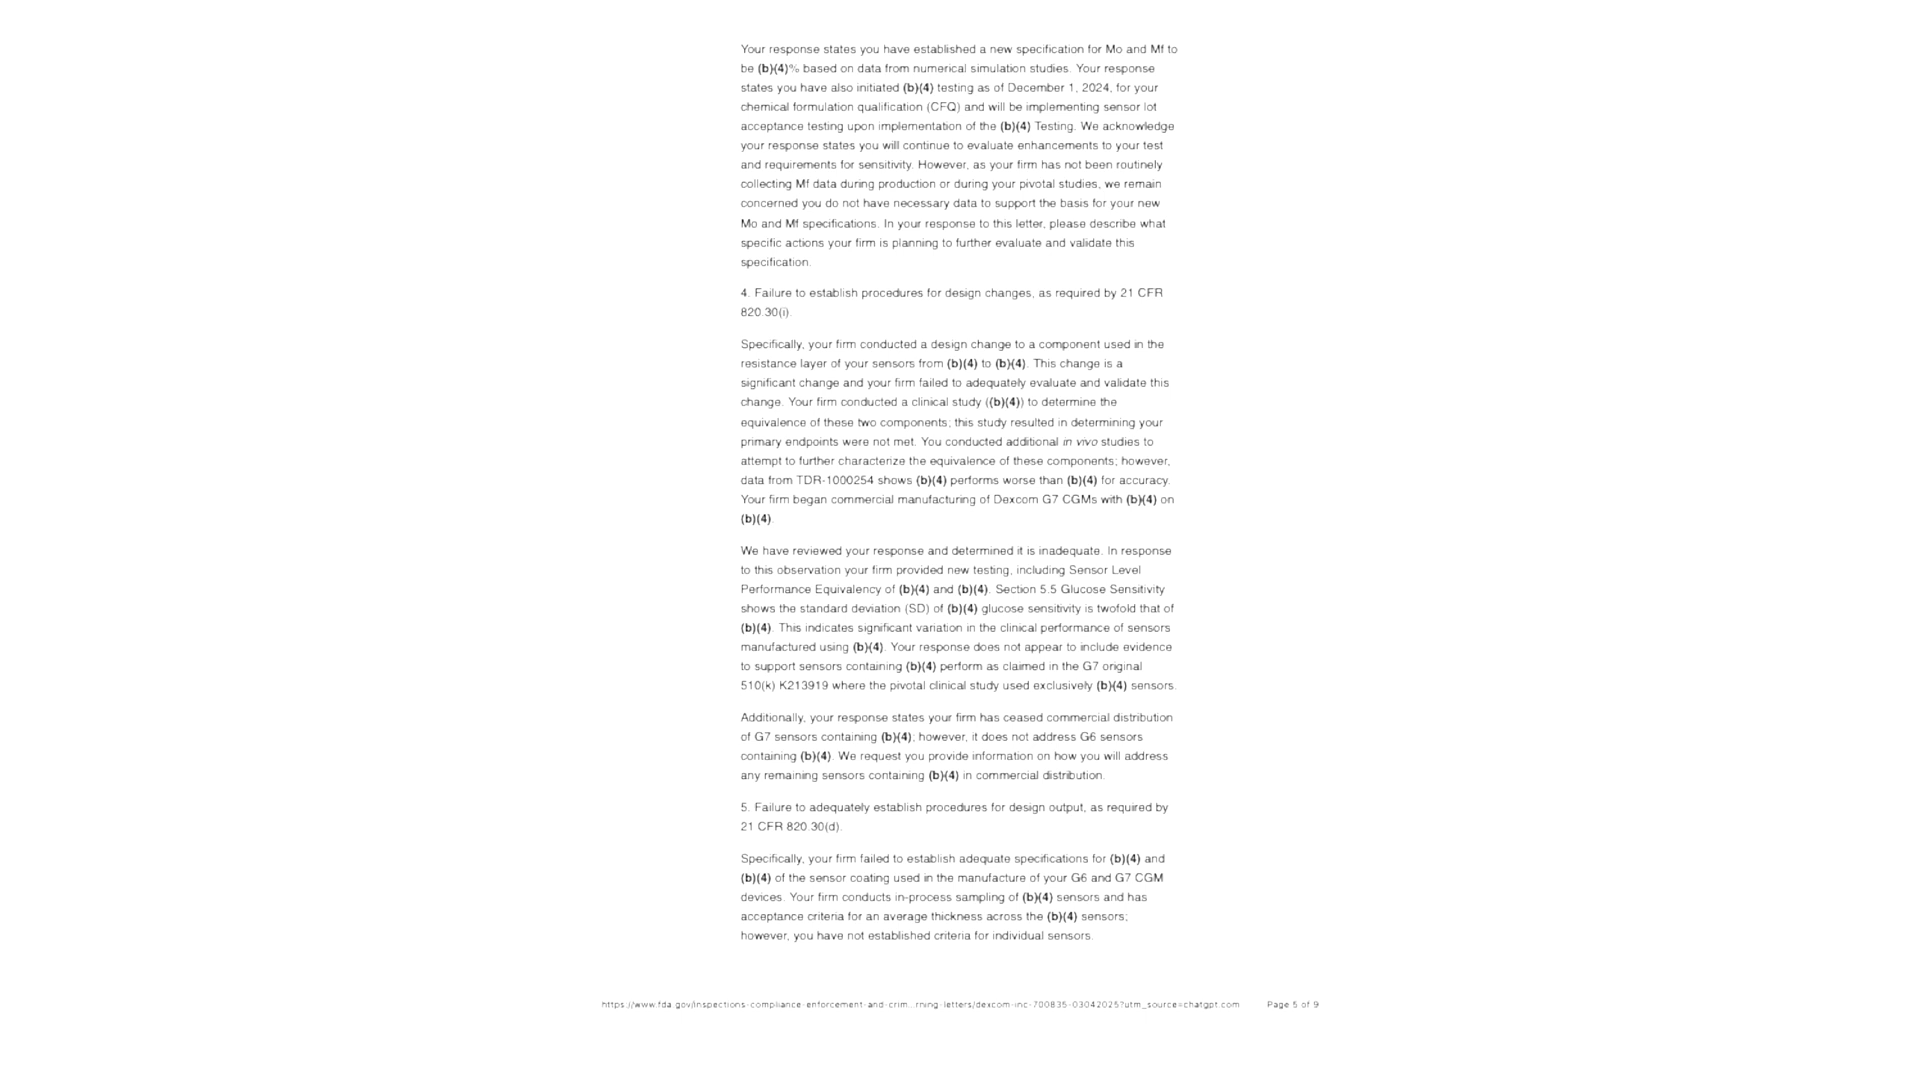 Your response states you have established a new specification for Mo and Mf to
be (b)(4)% based on data from numerical simulation studies. Your response
states you have also initiated (b)(4) testing as of December 1, 2024, for your
chemical formulation qualification (CFQ) and will be implementing sensor lot
acceptance testing upon implementation of the (b)(4) Testing. We acknowledge
your response states you will continue to evaluate enhancements to your test
and requirements for sensitivity. However, as your firm has not been routinely
collecting Mf data during production or during your pivotal studies, we remain
concerned you do not have necessary data to support the basis for your new
Mo and Mf specifications. In your response to this letter, please describe what
specific actions your firm is planning to further evaluate and validate this
specification.
4. Failure to establish procedures for design changes, as required by 21 CFR
820.30(i).
Specifically, your firm conducted a design change to a component used in the
resistance layer of your sensors from (b)(4) to (b)(4). This change is a
significant change and your firm failed to adequately evaluate and validate this
change. Your firm conducted a clinical study ((b)(4)) to determine the
equivalence of these two components; this study resulted in determining your
primary endpoints were not met. You conducted additional in vivo studies to
attempt to further characterize the equivalence of these components; however,
data from TDR-1000254 shows (b)(4) performs worse than (b)(4) for accuracy.
Your firm began commercial manufacturing of Dexcom G7 CGMs with (b)(4) on
(b)(4).
We have reviewed your response and determined it is inadequate. In response
to this observation your firm provided new testing, including Sensor Level
Performance Equivalency of (b)(4) and (b)(4). Section 5.5 Glucose Sensitivity
shows the standard deviation (SD) of (b)(4) glucose sensitivity is twofold that of
(b)(4). This indicates significant variation in the clinical performance of sensors
manufactured using (b)(4). Your response does not appear to include evidence
to support sensors containing (b)(4) perform as claimed in the G7 original
510(k) K213919 where the pivotal clinical study used exclusively (b)(4) sensors.
Additionally, your response states your firm has ceased commercial distribution
of G7 sensors containing (b)(4); however, it does not address G6 sensors
containing (b)(4). We request you provide information on how you will address
any remaining sensors containing (b)(4) in commercial distribution.
5. Failure to adequately establish procedures for design output, as required by
21 CFR 820.30(d).
Specifically, your firm failed to establish adequate specifications for (b)(4) and
(b)(4) of the sensor coating used in the manufacture of your G6 and G7 CGM
devices. Your firm conducts in-process sampling of (b)(4) sensors and has
acceptance criteria for an average thickness across the (b)(4) sensors;
however, you have not established criteria for individual sensors.
https://www.fda.gov/inspections-compliance-enforcement-and-crim…rning-letters/dexcom-inc-700835-03042025?utm_source=chatgpt.com Page 5 of 9